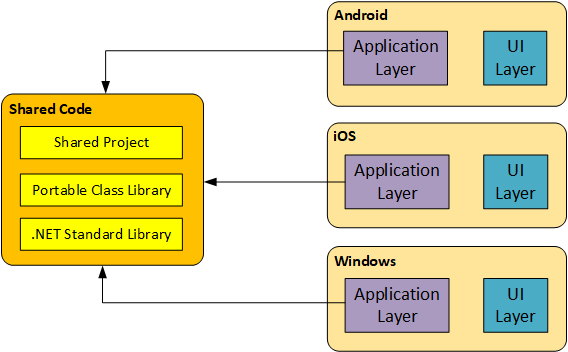 Android
Application
Layer
UI
Layer
Shared Code
Shared Project
Portable Class Library
.NET Standard Library
iOS
Application
Layer
UI
Layer
Windows
Application
Layer
UI
Layer